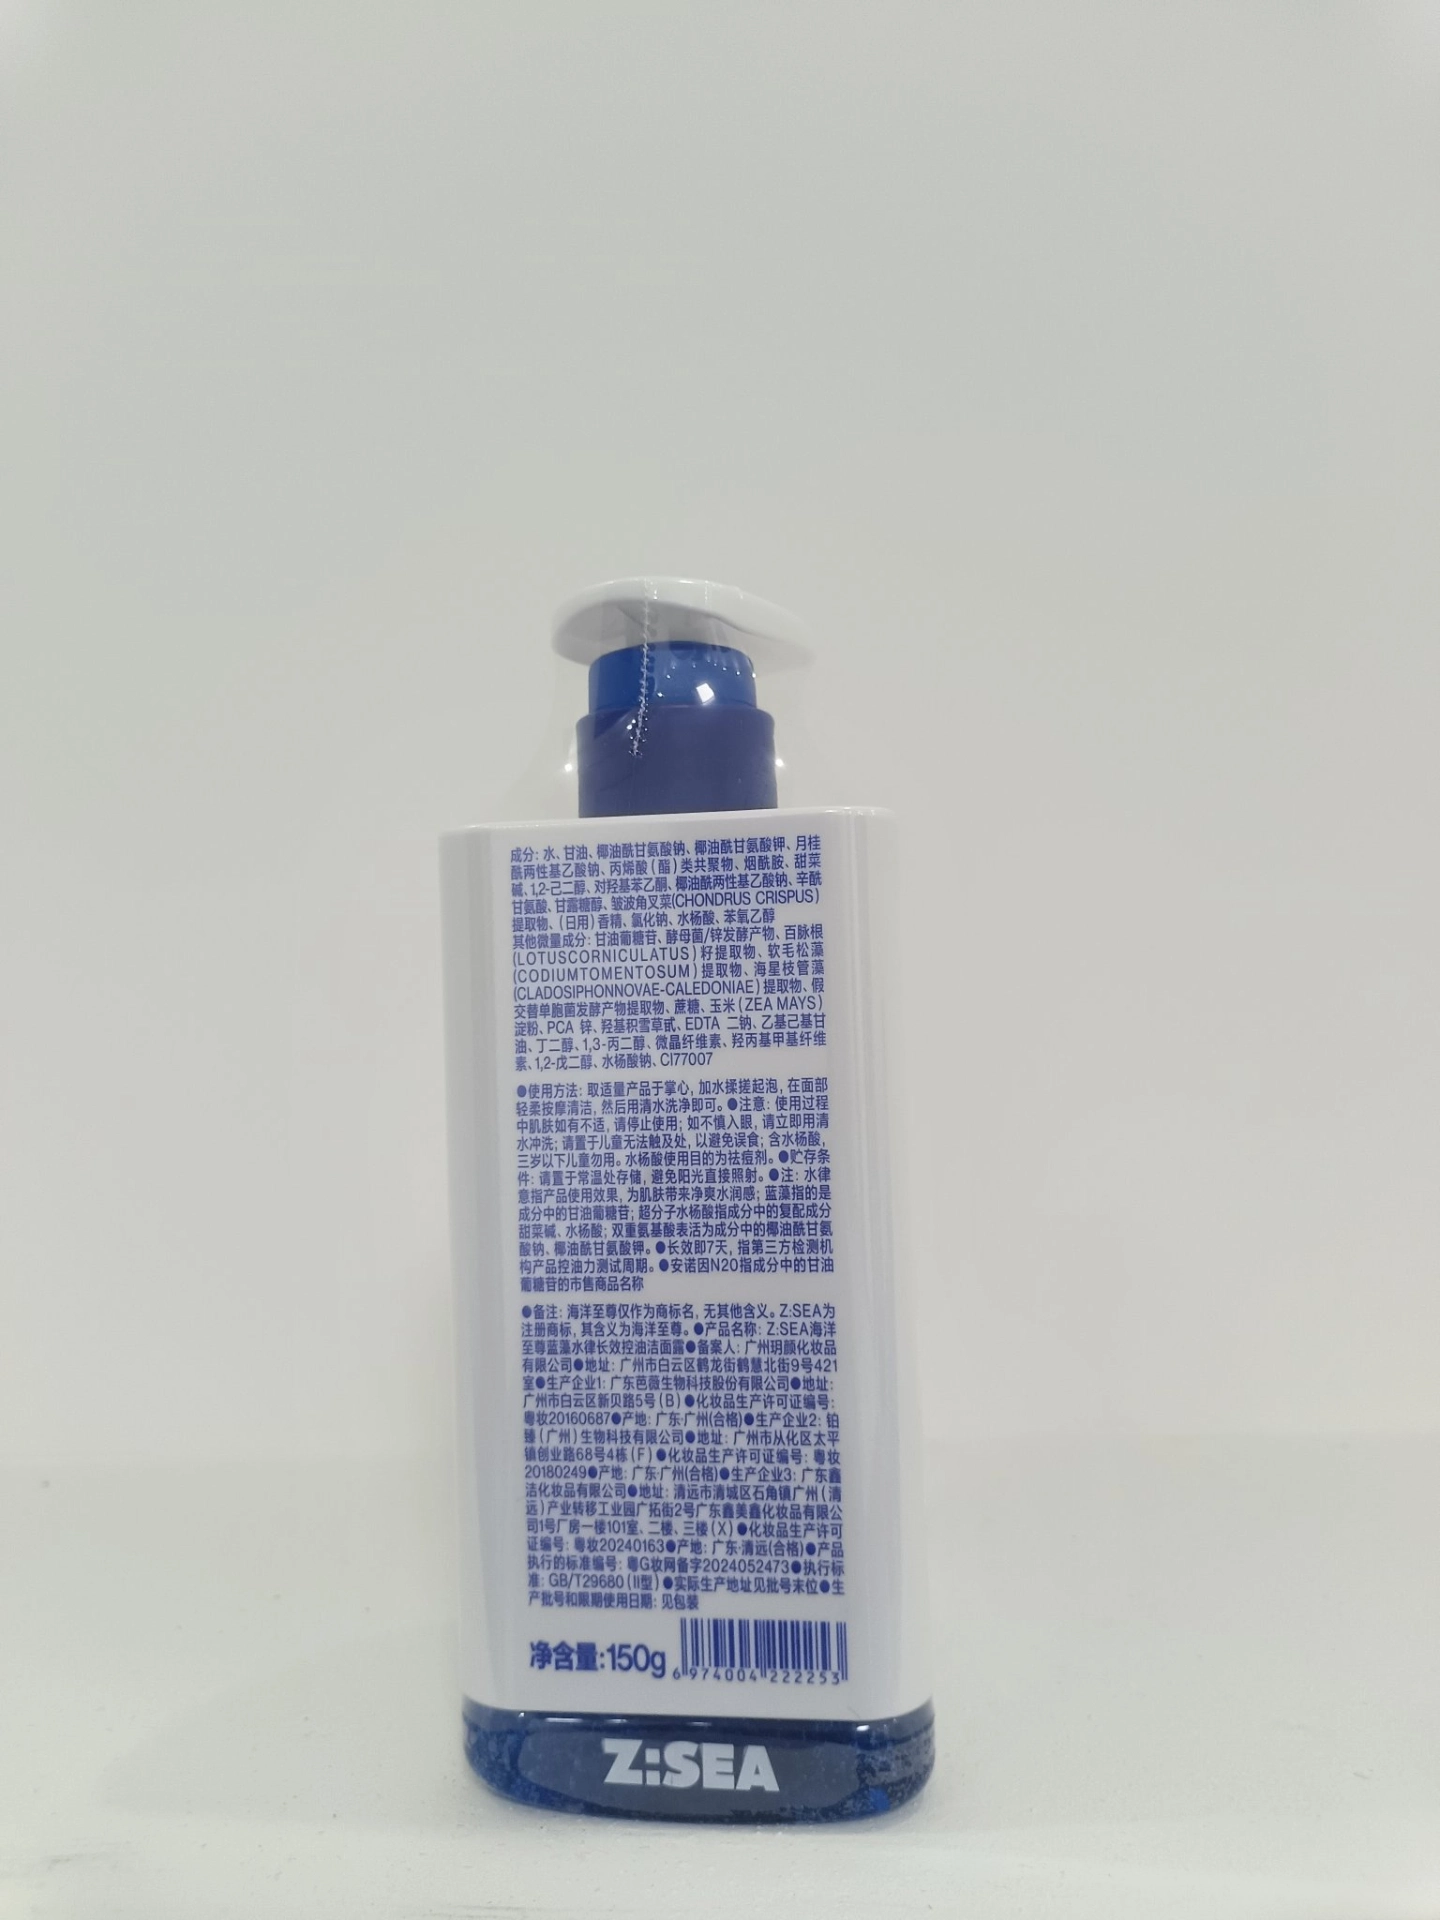 成分: 水、甘油、椰油酰甘氨酸钠、椰油酰甘氨酸钾、月桂
酰两性基乙酸钠、丙烯酸(酯)类共聚物、烟酰胺、甜菜
碱、1,2-己二醇、对羟基苯乙酮、椰油酰两性基乙酸钠、辛酰
甘氨酸、甘露糖醇、皱波角叉菜(CHONDRUS CRISPUS)
提取物、(日用)香精、氯化钠、水杨酸、苯氧乙醇
其他微量成分: 甘油葡糖苷、酵母菌/锌发酵产物、百脉根
(LOTUSCORNICULATUS)籽提取物、软毛松藻
(CODIUMTOMENTOSUM)提取物、海星枝管藻
(CLADOSIPHONNOVAE-CALEDONIAE)提取物、假
交替单胞菌发酵产物提取物、蔗糖、玉米(ZEA MAYS)
淀粉、PCA 锌、羟基积雪草甙、EDTA 二钠、乙基己基甘
油、丁二醇、1,3-丙二醇、微晶纤维素、羟丙基甲基纤维
素、1,2-戊二醇、水杨酸钠、CI77007
●使用方法: 取适量产品于掌心, 加水揉搓起泡, 在面部
轻柔按摩清洁, 然后用清水洗净即可。●注意: 使用过程
中肌肤如有不适, 请停止使用; 如不慎入眼, 请立即用清
水冲洗; 请置于儿童无法触及处, 以避免误食; 含水杨酸,
三岁以下儿童勿用。水杨酸使用目的为祛痘剂。●贮存条
件: 请置于常温处存储, 避免阳光直接照射。●注: 水律
意指产品使用效果, 为肌肤带来净爽水润感; 蓝藻指的是
成分中的甘油葡糖苷; 超分子水杨酸指成分中的复配成分
甜菜碱、水杨酸; 双重氨基酸表活为成分中的椰油酰甘氨
酸钠、椰油酰甘氨酸钾。●长效即7天, 指第三方检测机
构产品控油力测试周期。●安诺因N20指成分中的甘油
葡糖苷的市售商品名称
●备注: 海洋至尊仅作为商标名, 无其他含义。Z:SEA为
注册商标, 其含义为海洋至尊。●产品名称: Z:SEA海洋
至尊蓝藻水律长效控油洁面露●备案人: 广州玥颜化妆品
有限公司●地址: 广州市白云区鹤龙街鹤慧北街9号421
室●生产企业1: 广东芭薇生物科技股份有限公司●地址:
广州市白云区新贝路5号(B)●化妆品生产许可证编号:
粤妆20160687●产地: 广东·广州(合格)●生产企业2: 铂
臻(广州)生物科技有限公司●地址: 广州市从化区太平
镇创业路68号4栋(F)●化妆品生产许可证编号: 粤妆
20180249●产地: 广东·广州(合格)●生产企业3: 广东鑫
洁化妆品有限公司●地址: 清远市清城区石角镇广州(清
远)产业转移工业园广拓街2号广东鑫美鑫化妆品有限公
司1号厂房一楼101室、二楼、三楼(X)●化妆品生产许可
证编号: 粤妆20240163●产地: 广东·清远(合格)●产品
执行的标准编号: 粤G妆网备字2024052473●执行标
准: GB/T29680(II型)●实际生产地址见批号末位●生
产批号和限期使用日期: 见包装
净含量:150g
6 974004 222253
Z:SEA